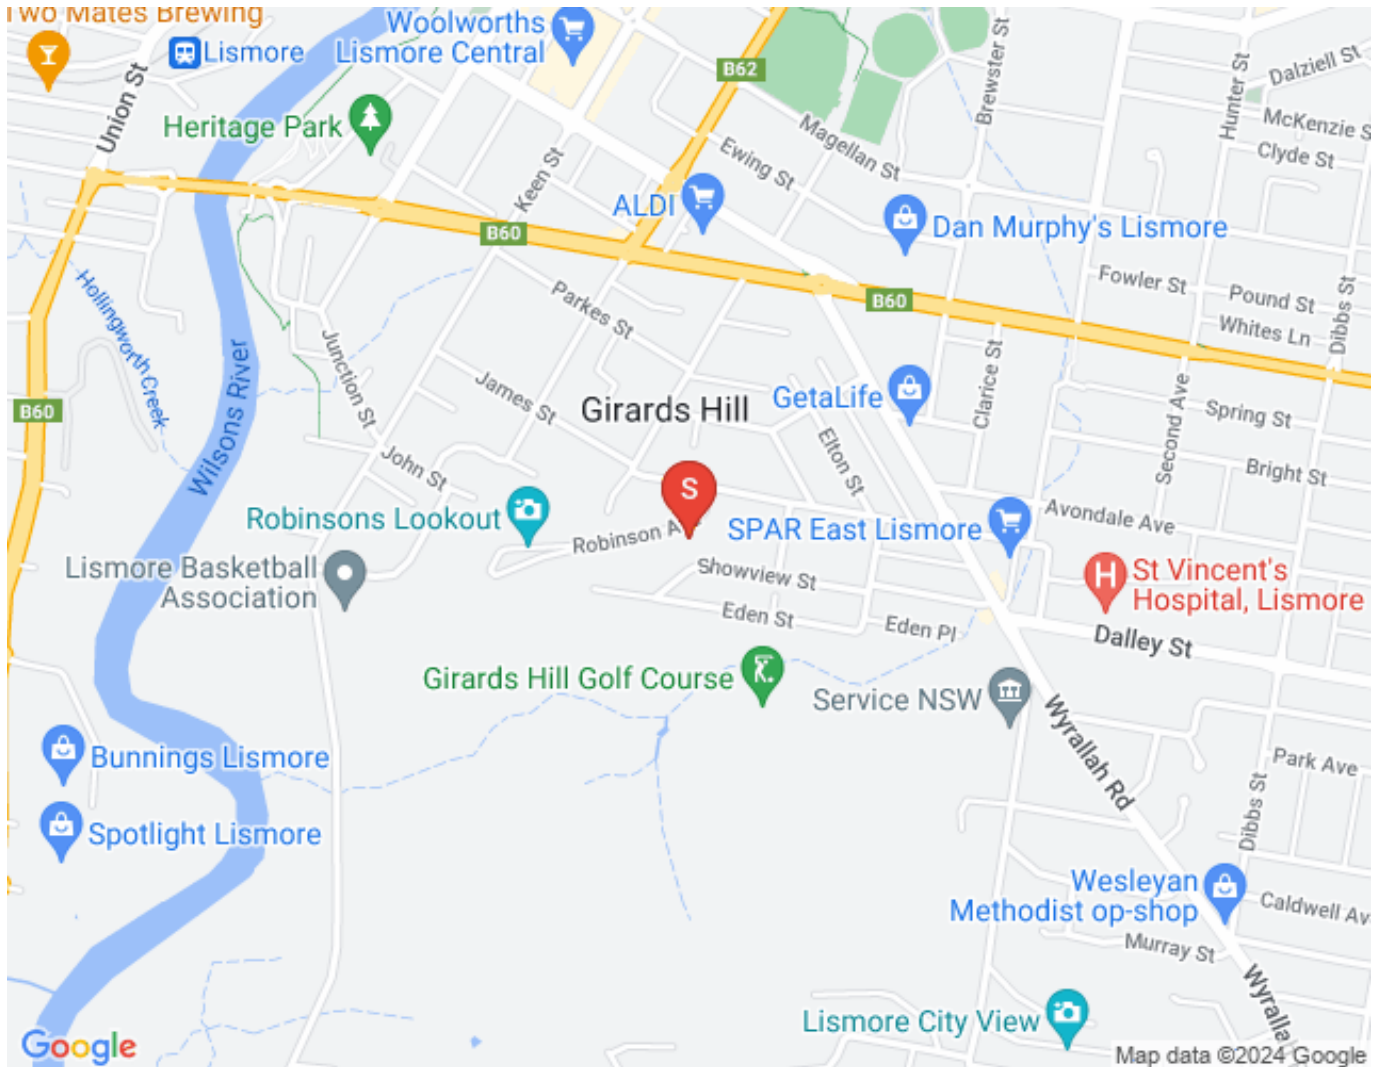 Two Mates Brewing
Woolworths
Lismore Central
Lismore
B62
Dalziell St
Union St
Brewster St
Hunter St
McKenzie S
Heritage Park
Magellan St
Ewing St
Clyde St
Keen St
ALDI
Dan Murphy's Lismore
B60
Fowler St
Pound St
B60
Dibbs St
Whites Ln
Hollingworth Creek
Parkes St
Junction St
Wilsons River
James St
Girards Hill
GetaLife
Clarice St
B60
Second Ave
Spring St
Elton St
John St
Bright St
S
Robinsons Lookout
Robinson A
SPAR East Lismore
Avondale Ave
Lismore Basketball
Association
Showview St
St Vincent's
Hospital, Lismore
H
Eden St
Eden Pl
Dalley St
Girards Hill Golf Course
Service NSW
Wyrallah Rd
Bunnings Lismore
Park Ave
Spotlight Lismore
Dibbs St
Wesleyan
Methodist op-shop
Caldwell Av
Murray St
Wyralla
Lismore City View
Google
Map data ©2024 Google